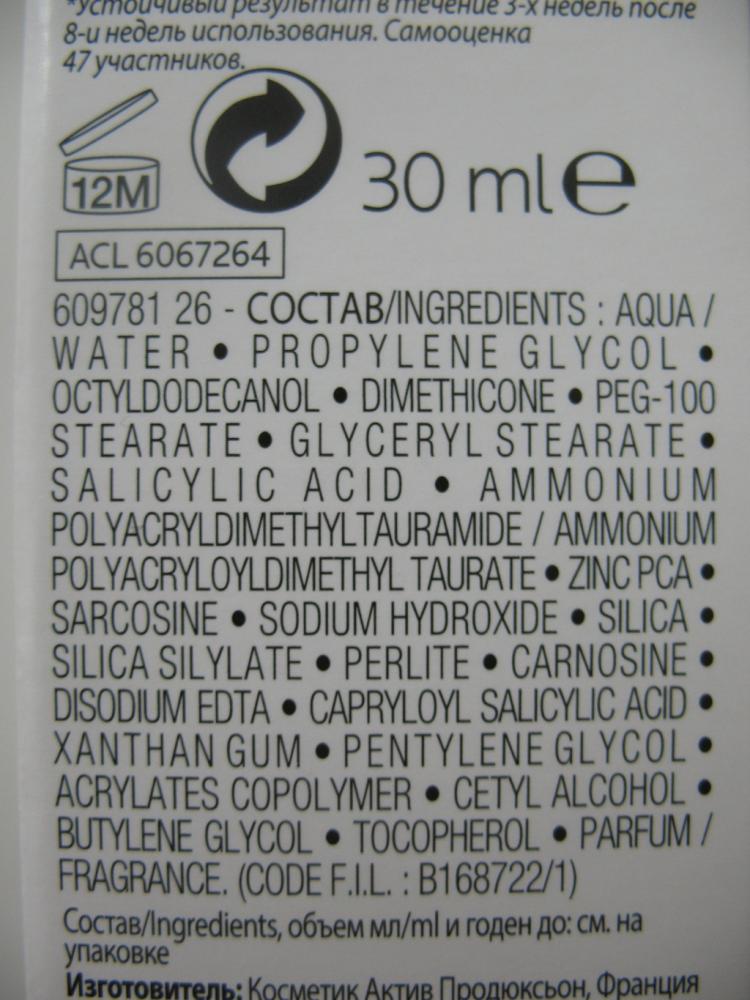 *Устойчивый результат в течение 3-х недель после
8-и недель использования. Самооценка
47 участников.
12M
30 ml e
ACL 6067264
609781 26 - СОСТАВ/INGREDIENTS : AQUA /
WATER • PROPYLENE GLYCOL •
OCTYLDODECANOL • DIMETHICONE • PEG-100
STEARATE • GLYCERYL STEARATE •
SALICYLIC ACID • AMMONIUM
POLYACRYLDIMETHYLTAURAMIDE / AMMONIUM
POLYACRYLOYLDIMETHYL TAURATE • ZINC PCA •
SARCOSINE • SODIUM HYDROXIDE • SILICA •
SILICA SILYLATE • PERLITE • CARNOSINE •
DISODIUM EDTA • CAPRYLOYL SALICYLIC ACID •
XANTHAN GUM • PENTYLENE GLYCOL •
ACRYLATES COPOLYMER • CETYL ALCOHOL •
BUTYLENE GLYCOL • TOCOPHEROL • PARFUM /
FRAGRANCE. (CODE F.I.L. : B168722/1)
Состав/Ingredients, объем мл/ml и годен до: см. на
упаковке
Изготовитель: Косметик Актив Продюксьон, Франция